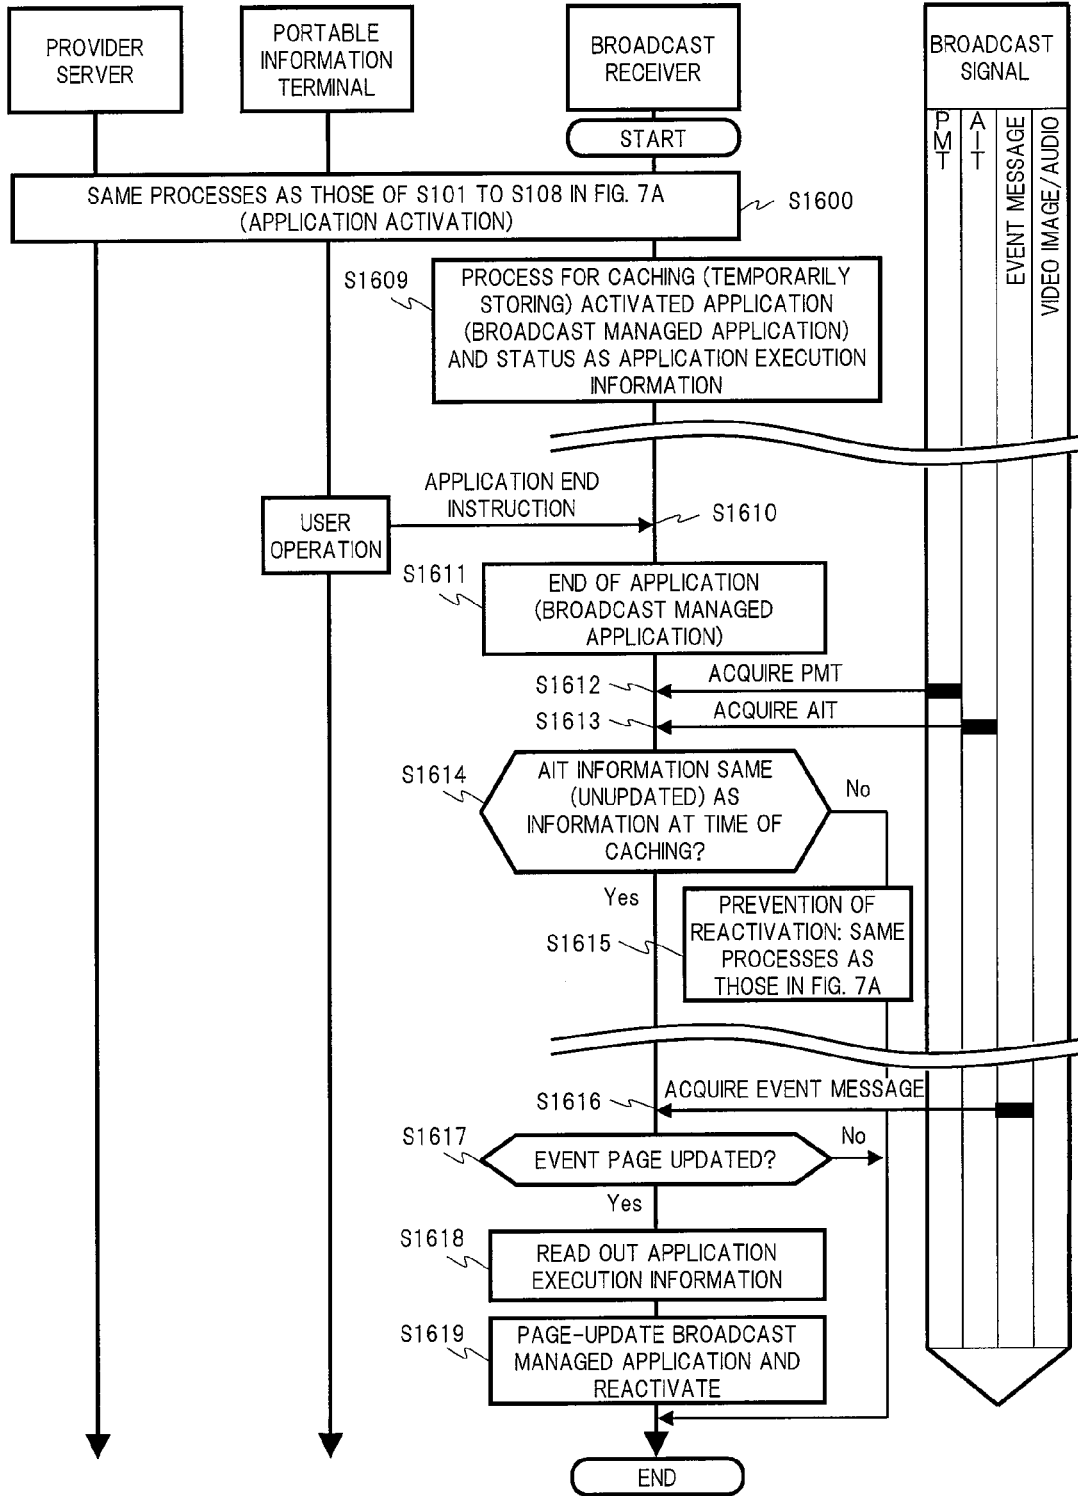 PROVIDER
SERVER
PORTABLE
INFORMATION
TERMINAL
BROADCAST
RECEIVER
BROADCAST
SIGNAL
START
PMT
AIT
EVENT MESSAGE
VIDEO IMAGE/AUDIO
SAME PROCESSES AS THOSE OF S101 TO S108 IN FIG. 7A
(APPLICATION ACTIVATION)
S1600
S1609
PROCESS FOR CACHING (TEMPORARILY
STORING) ACTIVATED APPLICATION
(BROADCAST MANAGED APPLICATION)
AND STATUS AS APPLICATION EXECUTION
INFORMATION
APPLICATION END
INSTRUCTION
USER
OPERATION
S1610
S1611
END OF APPLICATION
(BROADCAST MANAGED
APPLICATION)
ACQUIRE PMT
S1612
ACQUIRE AIT
S1613
S1614
AIT INFORMATION SAME
(UNUPDATED) AS
INFORMATION AT TIME OF
CACHING?
No
Yes
S1615
PREVENTION OF
REACTIVATION: SAME
PROCESSES AS
THOSE IN FIG. 7A
ACQUIRE EVENT MESSAGE
S1616
S1617
EVENT PAGE UPDATED?
No
Yes
S1618
READ OUT APPLICATION
EXECUTION INFORMATION
S1619
PAGE-UPDATE BROADCAST
MANAGED APPLICATION AND
REACTIVATE
END